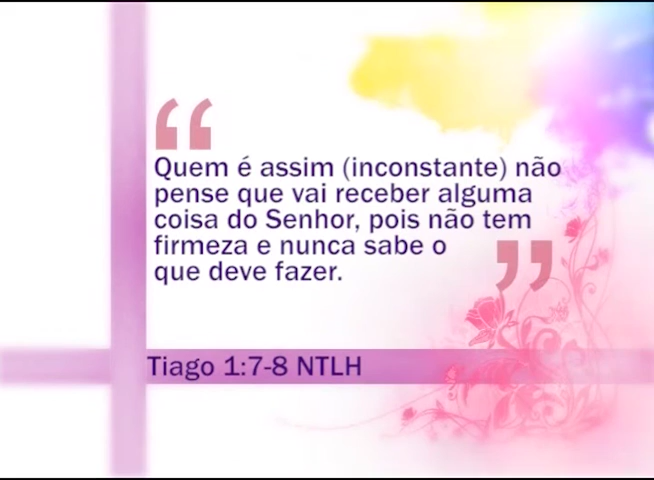 “
Quem é assim (inconstante) não
pense que vai receber alguma
coisa do Senhor, pois não tem
firmeza e nunca sabe o
que deve fazer.
”
Tiago 1:7-8 NTLH